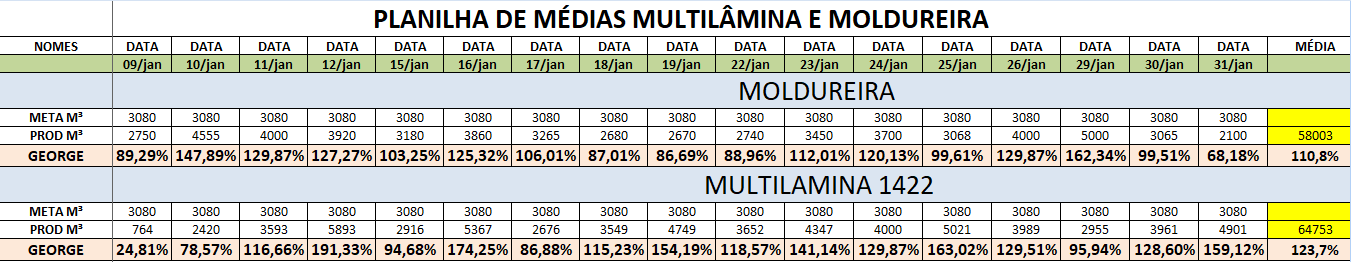 PLANILHA DE MÉDIAS MULTILÂMINA E MOLDUREIRA
NOMES DATA DATA DATA DATA DATA DATA DATA DATA DATA DATA DATA DATA DATA DATA DATA DATA DATA MÉDIA
09/jan 10/jan 11/jan 12/jan 15/jan 16/jan 17/jan 18/jan 19/jan 22/jan 23/jan 24/jan 25/jan 26/jan 29/jan 30/jan 31/jan
MOLDUREIRA
META M³ 3080 3080 3080 3080 3080 3080 3080 3080 3080 3080 3080 3080 3080 3080 3080 3080 3080
PROD M³ 2750 4555 4000 3920 3180 3860 3265 2680 2670 2740 3450 3700 3068 4000 5000 3065 2100 58003
GEORGE 89,29% 147,89% 129,87% 127,27% 103,25% 125,32% 106,01% 87,01% 86,69% 88,96% 112,01% 120,13% 99,61% 129,87% 162,34% 99,51% 68,18% 110,8%
MULTILAMINA 1422
META M³ 3080 3080 3080 3080 3080 3080 3080 3080 3080 3080 3080 3080 3080 3080 3080 3080 3080
PROD M³ 764 2420 3593 5893 2916 5367 2676 3549 4749 3652 4347 4000 5021 3989 2955 3961 4901 64753
GEORGE 24,81% 78,57% 116,66% 191,33% 94,68% 174,25% 86,88% 115,23% 154,19% 118,57% 141,14% 129,87% 163,02% 129,51% 95,94% 128,60% 159,12% 123,7%